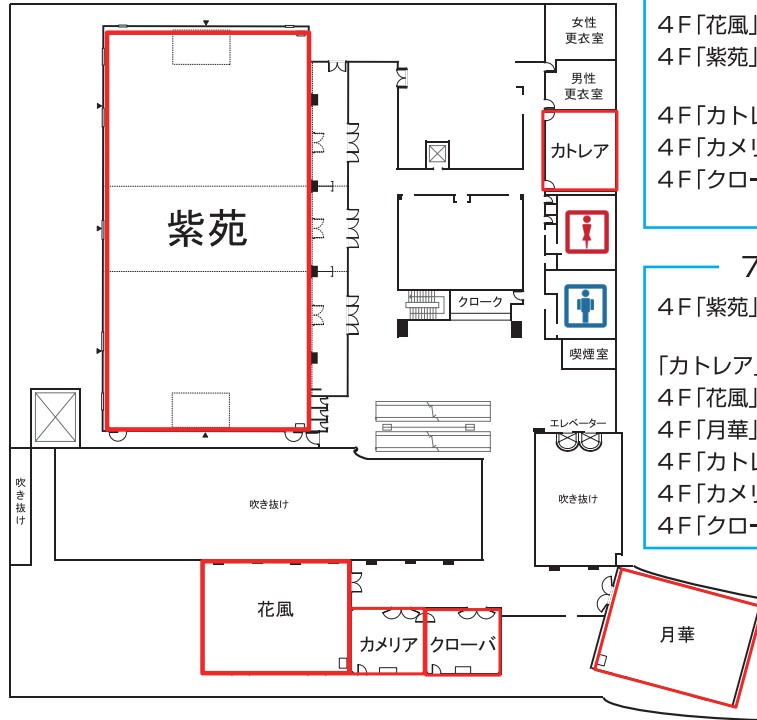 女性
更衣室
男性
更衣室
カトレア
紫苑
クローク
喫煙室
エレベーター
吹き抜け
吹き抜け
吹き抜け
花風
カメリア
クローバ
月華
4F「花風」
4F「紫苑」
4F「カトレ
4F「カメリ
4F「クロー
7
4F「紫苑」
「カトレア」
4F「花風」
4F「月華」
4F「カトレ
4F「カメリ
4F「クロー